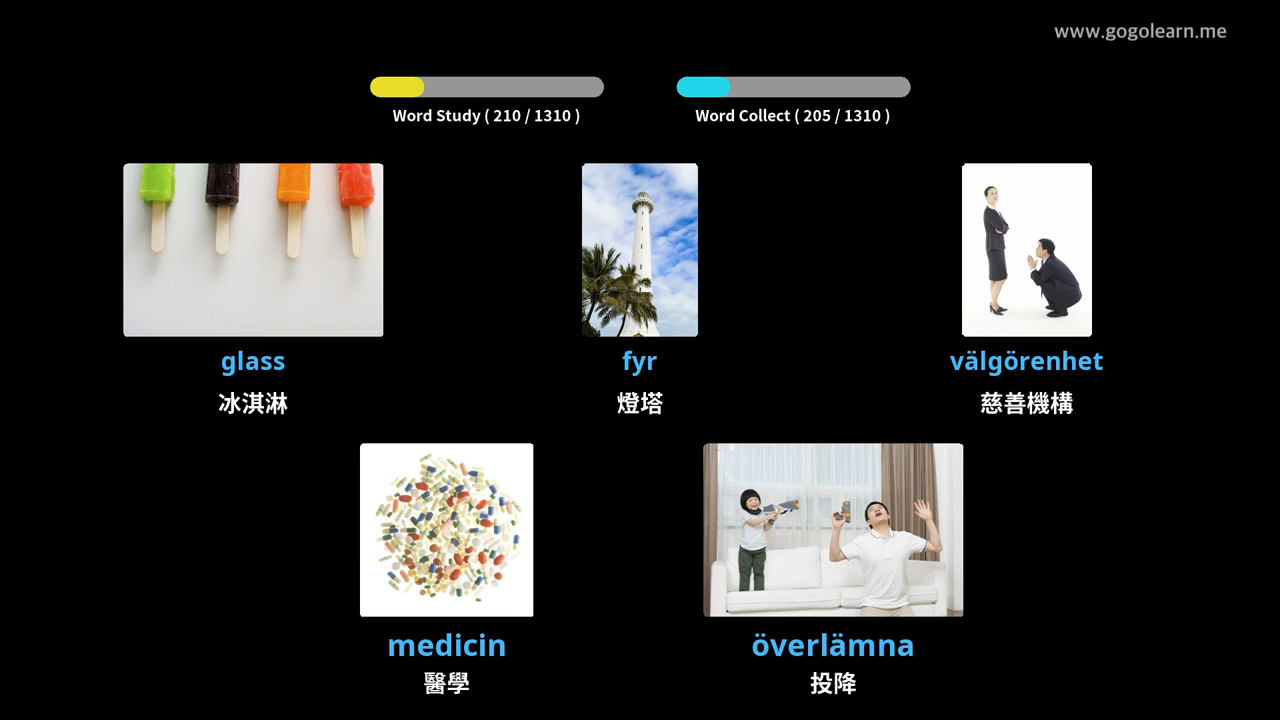 www.gogolearn.me
Word Study ( 210 / 1310 )
Word Collect ( 205 / 1310 )
glass
冰淇淋
fyr
燈塔
välgörenhet
慈善機構
medicin
醫學
överlämna
投降